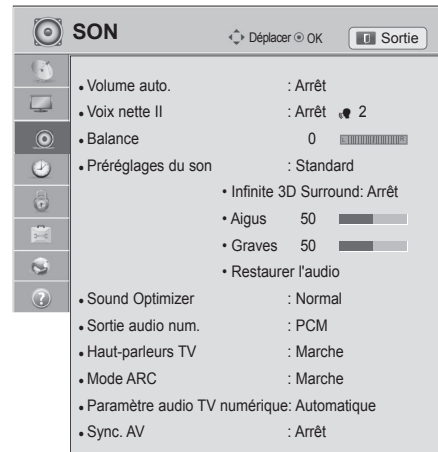 SON Déplacer OK Sortie
• Volume auto. : Arrêt
• Voix nette II : Arrêt 2
• Balance 0 L R
• Préréglages du son : Standard
• Infinite 3D Surround: Arrêt
• Aigus 50
• Graves 50
• Restaurer l'audio
• Sound Optimizer : Normal
• Sortie audio num. : PCM
• Haut-parleurs TV : Marche
• Mode ARC : Marche
• Paramètre audio TV numérique: Automatique
• Sync. AV : Arrêt